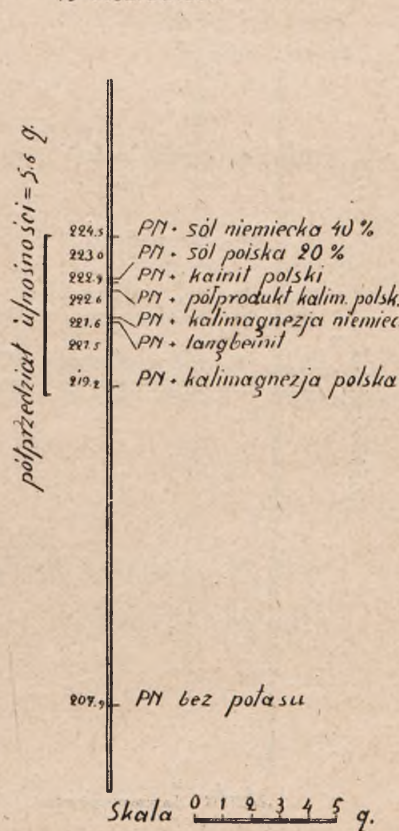 półprzedział ufności = 5.6 g.
224.5 PN + sól niemiecka 40 %
223.0 PN + sól polska 20 %
222.9 PN + kainit polski
222.6 PN + półprodukt kalim. polsk.
221.6 PN + kalimagnezja niemiec
221.5 PN + langbeinit
219.2 PN + kalimagnezja polska
207.9 PN bez potasu
Skala 0 1 2 3 4 5 g.